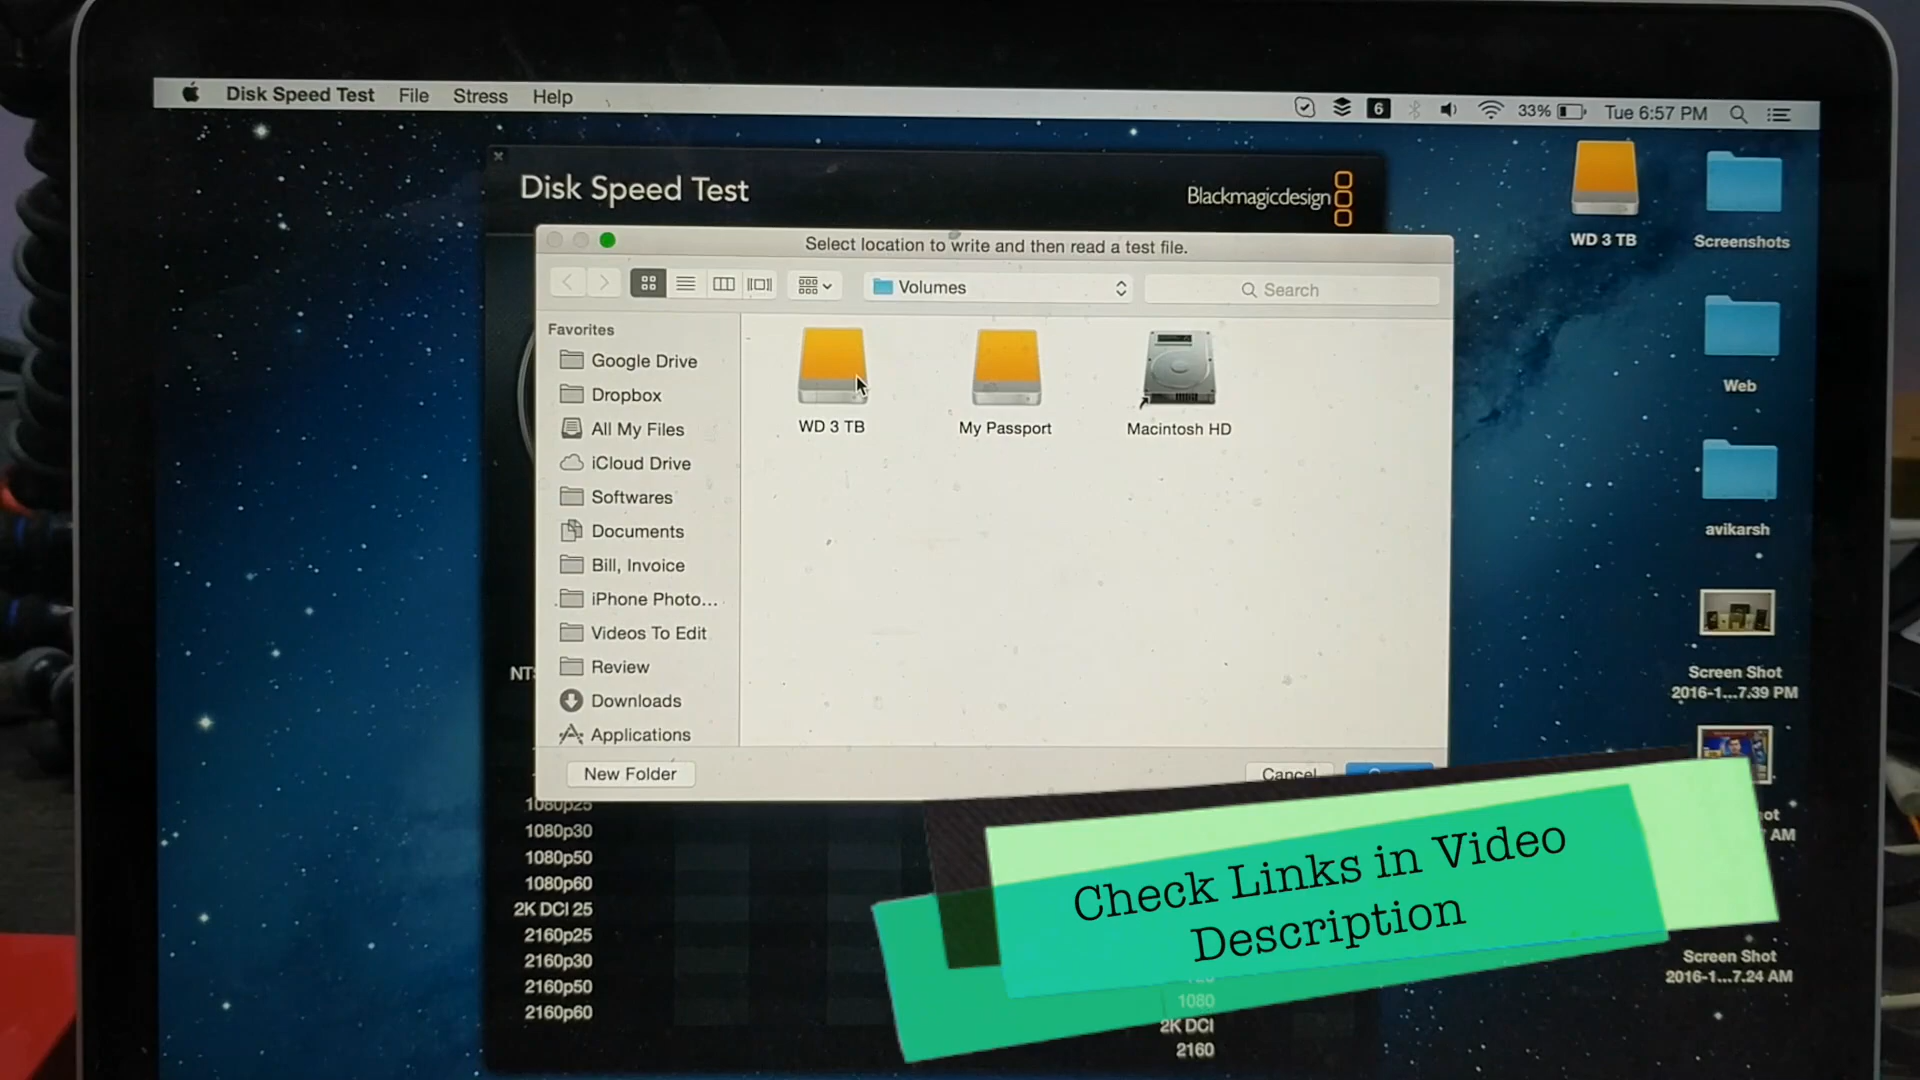 Disk Speed Test File Stress Help
6 33% Tue 6:57 PM
Disk Speed Test
Blackmagicdesign
Select location to write and then read a test file.
Volumes
Search
Favorites
Google Drive
Dropbox
All My Files
iCloud Drive
Softwares
Documents
Bill, Invoice
iPhone Photo...
Videos To Edit
Review
Downloads
Applications
WD 3 TB
My Passport
Macintosh HD
New Folder
Cancel
WD 3 TB
Screenshots
Web
avikarsh
Screen Shot
2016-1...7.39 PM
AM
Screen Shot
2016-1...7.24 AM
1080p25
1080p30
1080p50
1080p60
2K DCI 25
2160p25
2160p30
2160p50
2160p60
1080
2K DCI
2160
Check Links in Video
Description